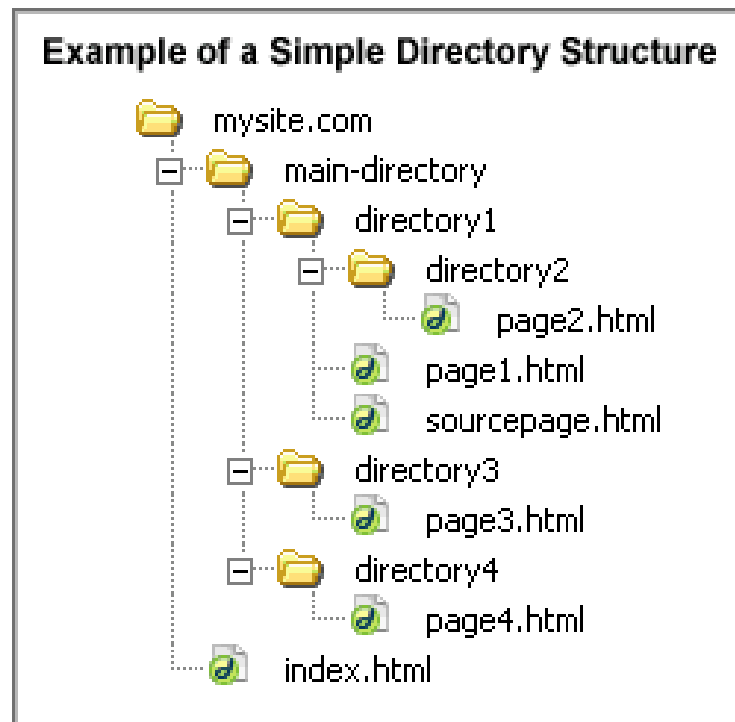 Example of a Simple Directory Structure
mysite.com
main-directory
directory1
directory2
page2.html
page1.html
sourcepage.html
directory3
page3.html
directory4
page4.html
index.html